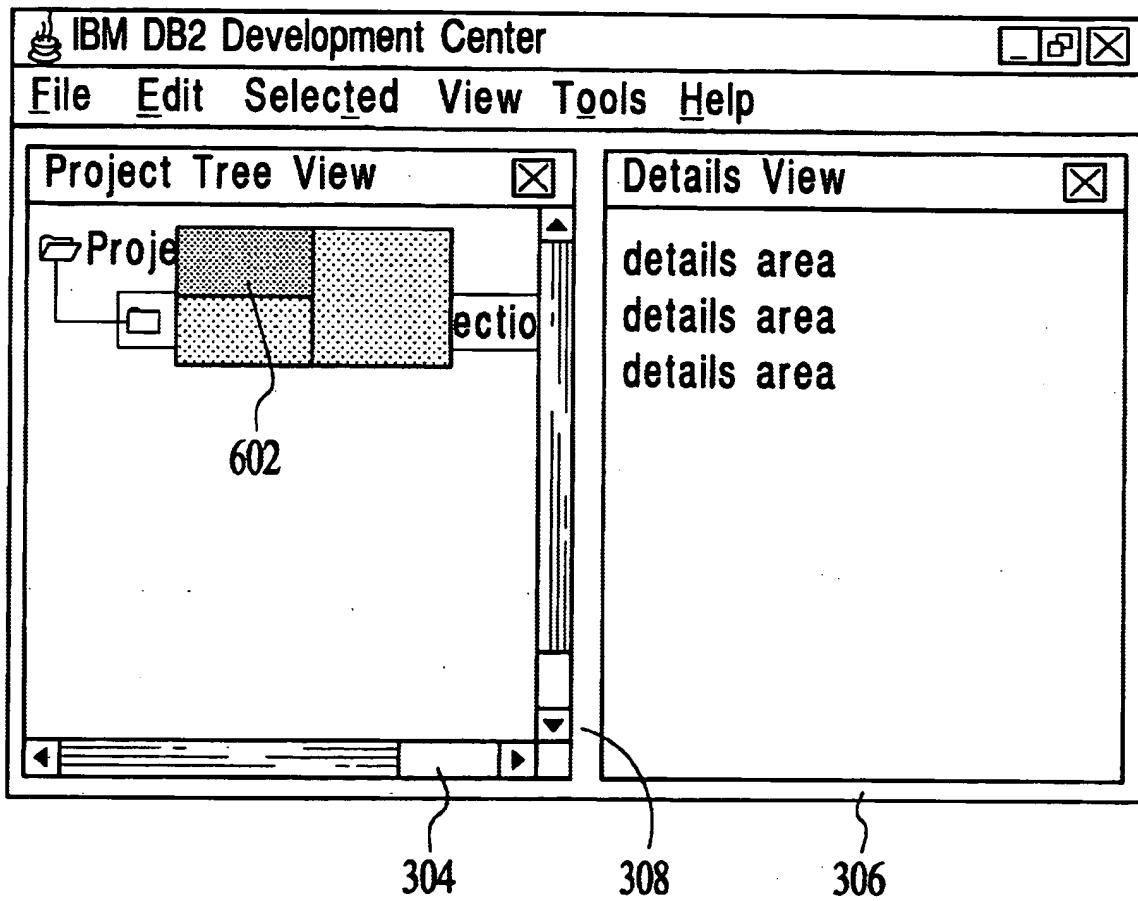 IBM DB2 Development Center
File Edit Selected View Tools Help
Project Tree View
Details View
Proje
ectio
details area
details area
details area
602
304
308
306